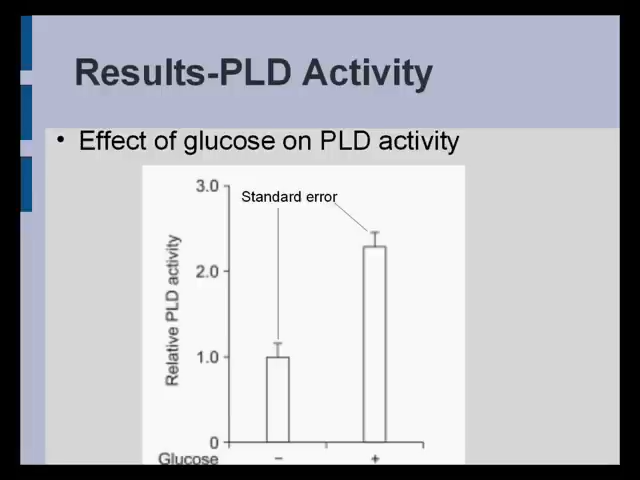 Results-PLD Activity
• Effect of glucose on PLD activity
3.0
Standard error
2.0
Relative PLD activity
1.0
0
Glucose − +